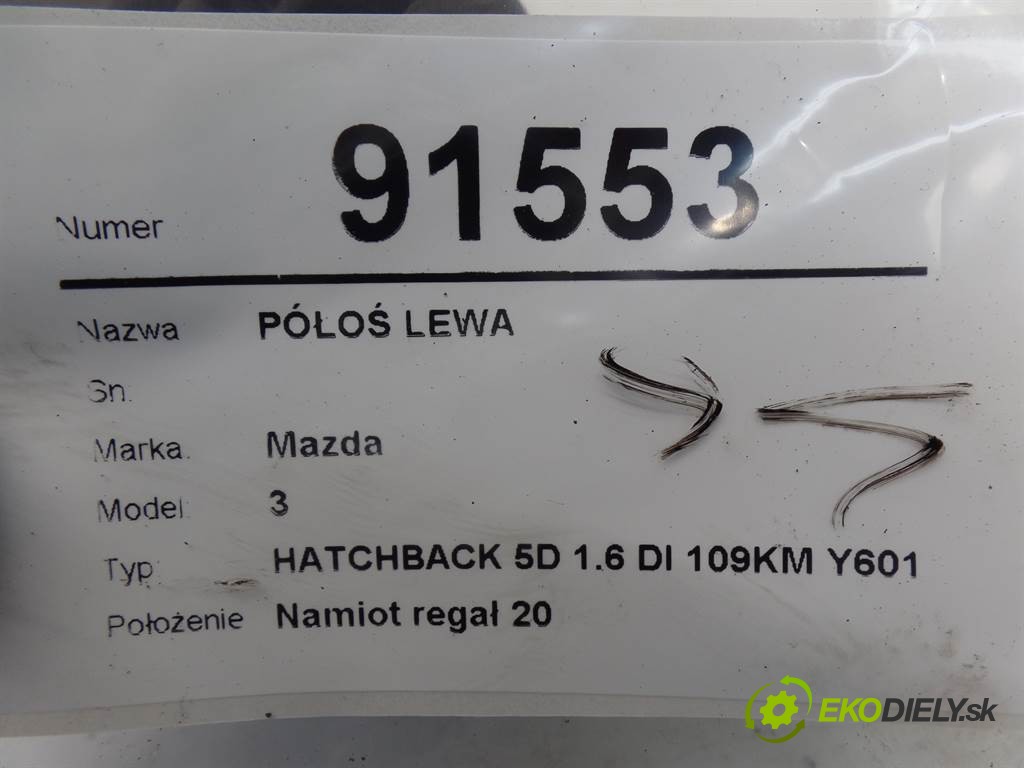 Numer 91553
Nazwa PÓŁOŚ LEWA
Sn.
Marka Mazda
Model 3
Typ HATCHBACK 5D 1.6 DI 109KM Y601
Położenie Namiot regał 20
EKODIELY.sk